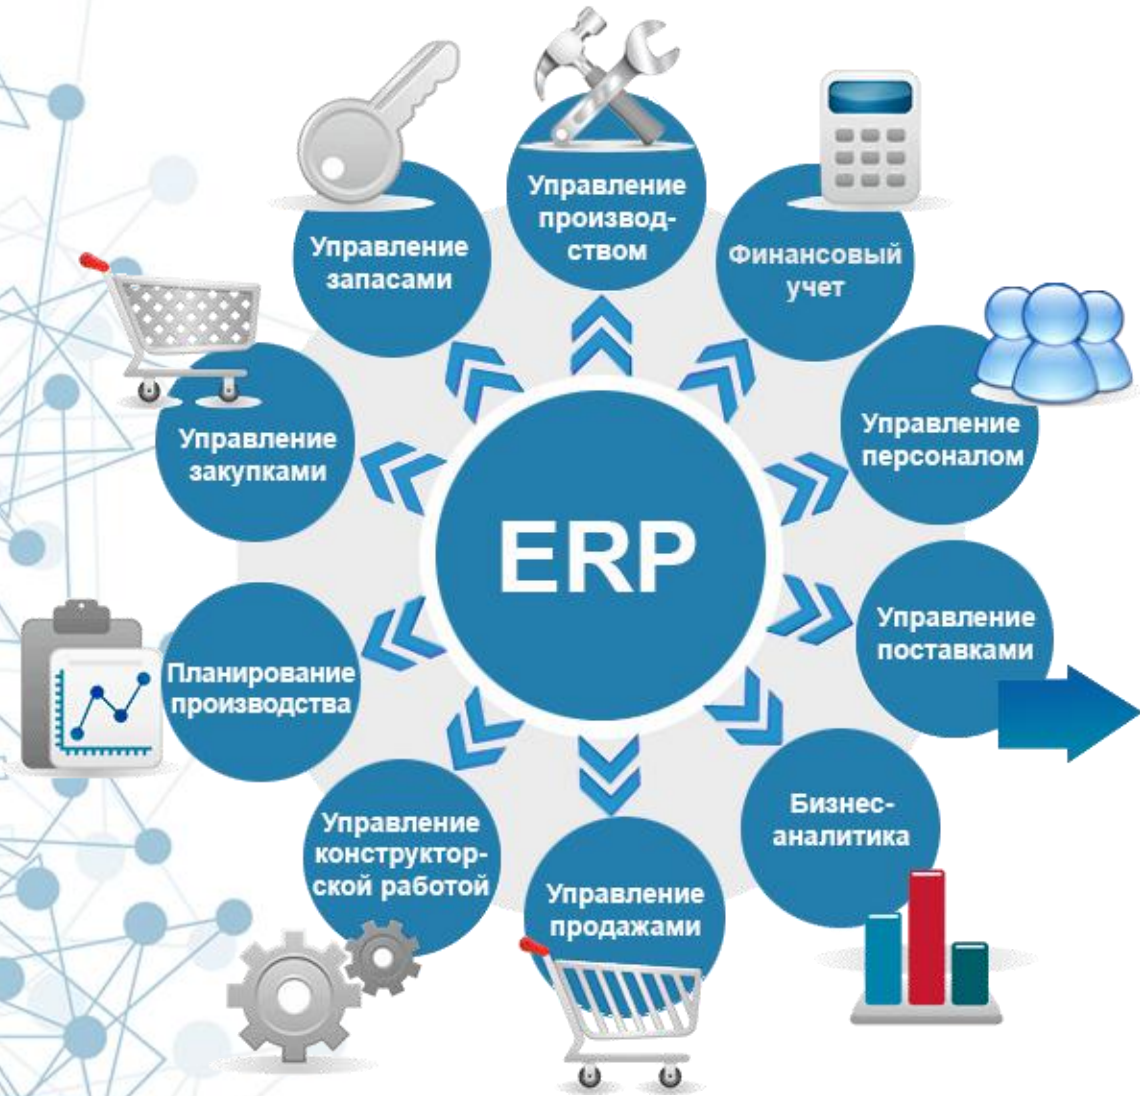 Управление
производ-
ством
Финансовый
учет
Управление
персоналом
Управление
поставками
Бизнес-
аналитика
Управление
продажами
Управление
конструктор-
ской работой
Планирование
производства
Управление
закупками
Управление
запасами
ERP